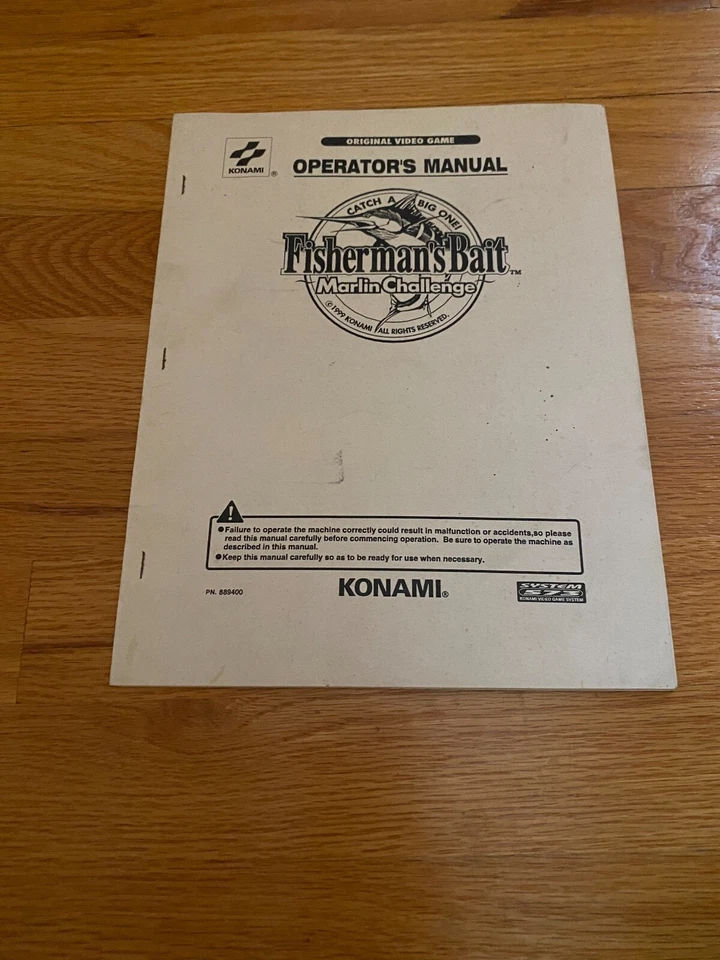 ORIGINAL VIDEO GAME
KONAMI®
OPERATOR'S MANUAL
CATCH A BIG ONE!
Fisherman's Bait™
Marlin Challenge
©1999 KONAMI ALL RIGHTS RESERVED.
!
●Failure to operate the machine correctly could result in malfunction or accidents,so please
read this manual carefully before commencing operation. Be sure to operate the machine as
described in this manual.
●Keep this manual carefully so as to be ready for use when necessary.
PN. 889400
KONAMI®
SYSTEM
573
KONAMI VIDEO GAME SYSTEM